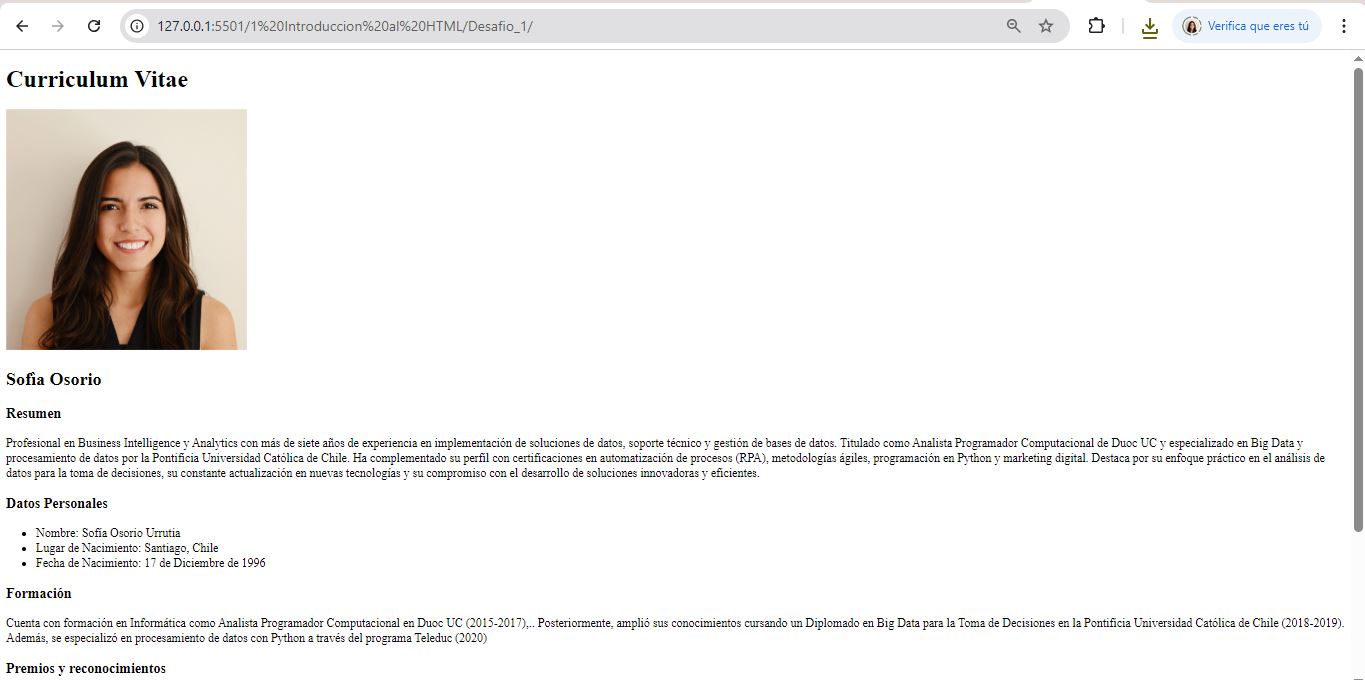 127.0.0.1:5501/1%20Introduccion%20al%20HTML/Desafio_1/
Verifica que eres tú
Curriculum Vitae
Sofìa Osorio
Resumen
Profesional en Business Intelligence y Analytics con más de siete años de experiencia en implementación de soluciones de datos, soporte técnico y gestión de bases de datos. Titulado como Analista Programador Computacional de Duoc UC y especializado en Big Data y
procesamiento de datos por la Pontificia Universidad Católica de Chile. Ha complementado su perfil con certificaciones en automatización de procesos (RPA), metodologías ágiles, programación en Python y marketing digital. Destaca por su enfoque práctico en el análisis de
datos para la toma de decisiones, su constante actualización en nuevas tecnologías y su compromiso con el desarrollo de soluciones innovadoras y eficientes.
Datos Personales
Nombre: Sofía Osorio Urrutia
Lugar de Nacimiento: Santiago, Chile
Fecha de Nacimiento: 17 de Diciembre de 1996
Formación
Cuenta con formación en Informática como Analista Programador Computacional en Duoc UC (2015-2017),.. Posteriormente, amplió sus conocimientos cursando un Diplomado en Big Data para la Toma de Decisiones en la Pontificia Universidad Católica de Chile (2018-2019).
Además, se especializó en procesamiento de datos con Python a través del programa Teleduc (2020)
Premios y reconocimientos